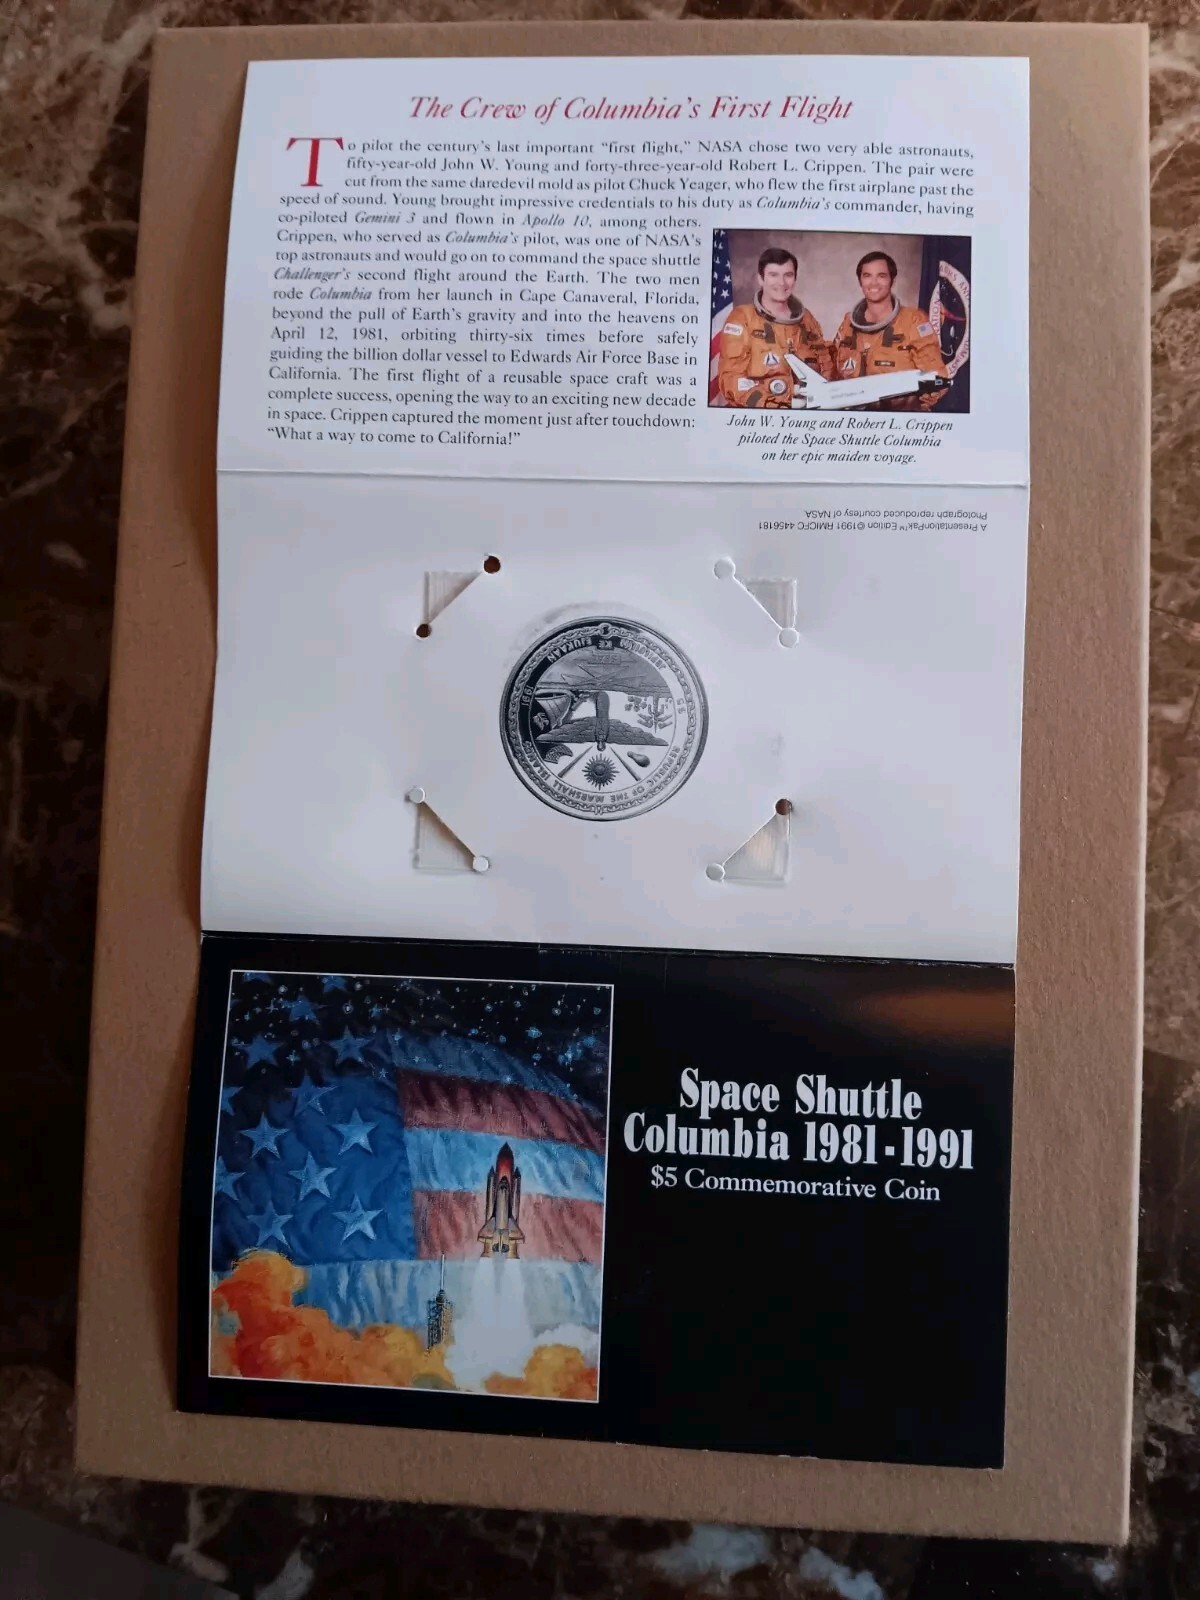 The Crew of Columbia's First Flight
To pilot the century's last important "first flight," NASA chose two very able astronauts,
fifty-year-old John W. Young and forty-three-year-old Robert L. Crippen. The pair were
cut from the same daredevil mold as pilot Chuck Yeager, who flew the first airplane past the
speed of sound. Young brought impressive credentials to his duty as Columbia's commander, having
co-piloted Gemini 3 and flown in Apollo 10, among others.
Crippen, who served as Columbia's pilot, was one of NASA's
top astronauts and would go on to command the space shuttle
Challenger's second flight around the Earth. The two men
rode Columbia from her launch in Cape Canaveral, Florida,
beyond the pull of Earth's gravity and into the heavens on
April 12, 1981, orbiting thirty-six times before safely
guiding the billion dollar vessel to Edwards Air Force Base in
California. The first flight of a reusable space craft was a
complete success, opening the way to an exciting new decade
in space. Crippen captured the moment just after touchdown:
"What a way to come to California!"
John W. Young and Robert L. Crippen
piloted the Space Shuttle Columbia
on her epic maiden voyage.
A PresentationPak™ Edition ©1991 RMICFC 4456181
Photograph reproduced courtesy of NASA
JEPILPILIN KE EJUKAAN
1991
$5
REPUBLIC OF THE MARSHALL ISLANDS
Space Shuttle
Columbia 1981-1991
$5 Commemorative Coin